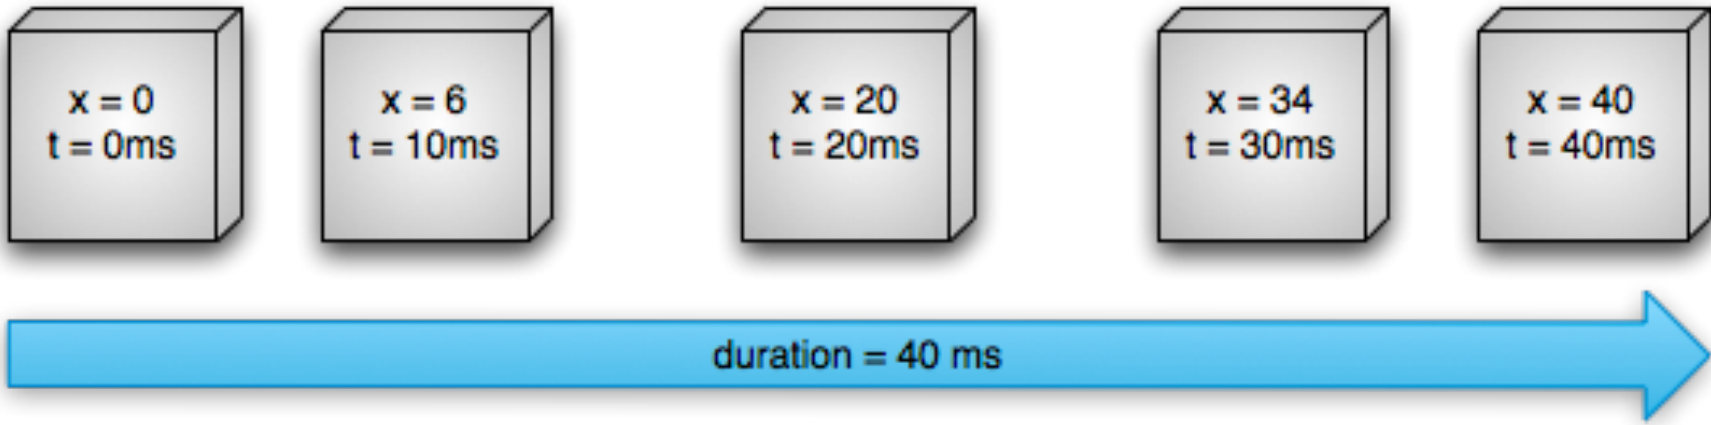 x = 0
t = 0ms
x = 6
t = 10ms
x = 20
t = 20ms
x = 34
t = 30ms
x = 40
t = 40ms
duration = 40 ms